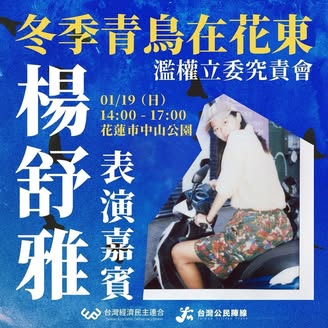 冬季青鳥在花東
濫權立委究責會
01/19（日）
14:00 - 17:00
花蓮市中山公園
楊舒雅
表演嘉賓
台灣經濟民主連合
台灣公民陣線